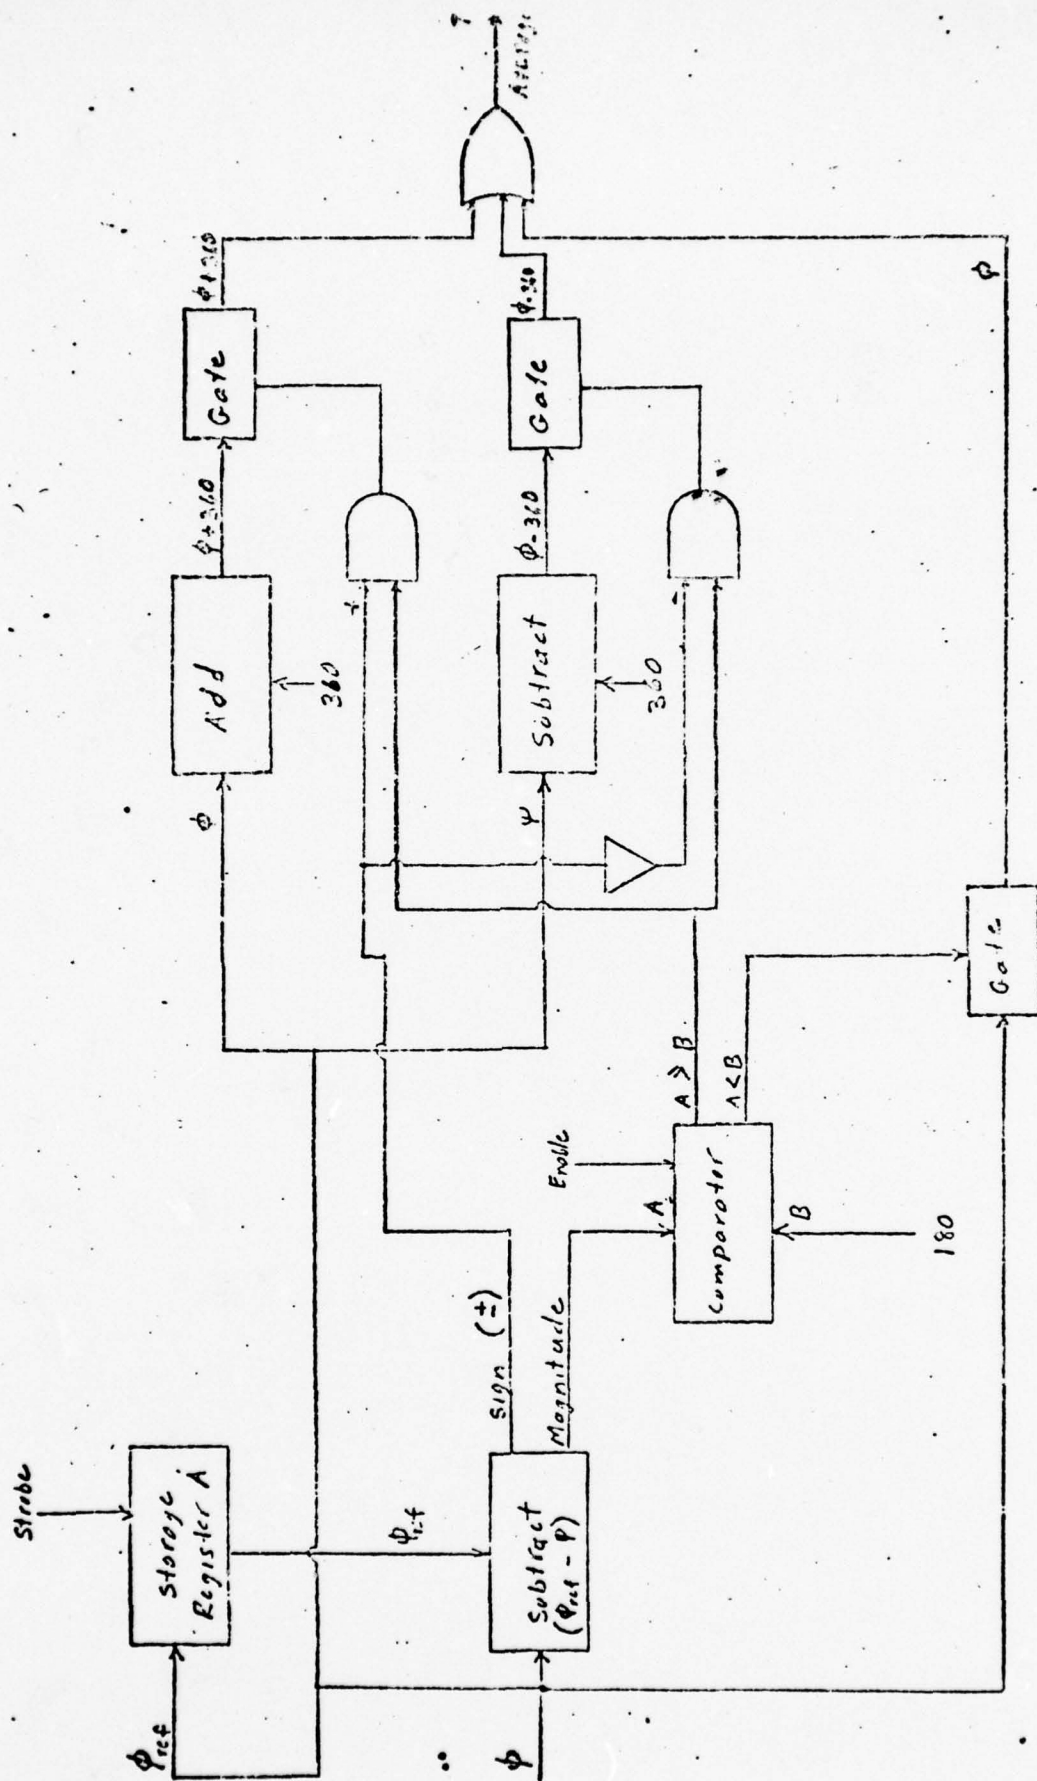 Strobe
Storage
Register A
ϕref
ϕref
Subtract
(ϕref - φ)
ϕ
Sign (±)
Magnitude
Enable
A
Comparator
B
180
A ≥ B
A < B
ϕ
Add
360
ϕ+360
Gate
ϕ+360
+
ψ
Subtract
360
ϕ-360
Gate
ϕ-360
-
Gate
ϕ
Average